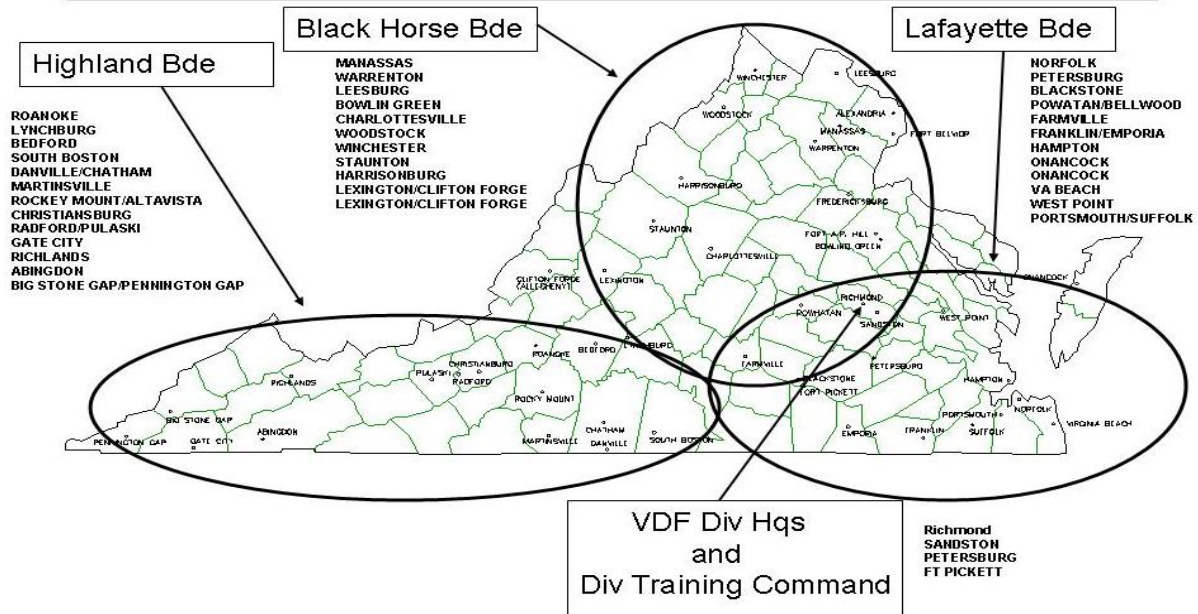 Highland Bde
ROANOKE
LYNCHBURG
BEDFORD
SOUTH BOSTON
DANVILLE/CHATHAM
MARTINSVILLE
ROCKEY MOUNT/ALTAVISTA
CHRISTIANSBURG
RADFORD/PULASKI
GATE CITY
RICHLANDS
ABINGDON
BIG STONE GAP/PENNINGTON GAP
Black Horse Bde
MANASSAS
WARRENTON
LEESBURG
BOWLIN GREEN
CHARLOTTESVILLE
WOODSTOCK
WINCHESTER
STAUNTON
HARRISONBURG
LEXINGTON/CLIFTON FORGE
LEXINGTON/CLIFTON FORGE
Lafayette Bde
NORFOLK
PETERSBURG
BLACKSTONE
POWATAN/BELLWOOD
FARMVILLE
FRANKLIN/EMPORIA
HAMPTON
ONANCOCK
ONANCOCK
VA BEACH
WEST POINT
PORTSMOUTH/SUFFOLK
WINCHESTER
LEESBURG
WOODSTOCK
ALEXANDRIA
MANASSAS
FORT BELVIOR
WARRENTON
HARRISONBURG
FREDERICKSBURG
STAUNTON
FORT A.P. HILL
BOWLING GREEN
CHARLOTTESVILLE
CLIFTON FORGE
(ALLEGHENY)
LEXINGTON
ONANCOCK
RICHMOND
POWHATAN
SANDSTON
WEST POINT
LYNCHBURG
BEDFORD
ROANOKE
FARMVILLE
PETERSBURG
CHRISTIANBURG
PULASKI
RADFORD
RICHLANDS
BLACKSTONE
FORT PICKETT
HAMPTON
ROCKY MOUNT
NORFOLK
PORTSMOUTH
VIRGINIA BEACH
BIG STONE GAP
SUFFOLK
FRANKLIN
EMPORIA
CHATHAM
ABINGDON
PENNINGTON GAP
GATE CITY
MARTINSVILLE
DANVILLE
SOUTH BOSTON
VDF Div Hqs
and
Div Training Command
Richmond
SANDSTON
PETERSBURG
FT PICKETT